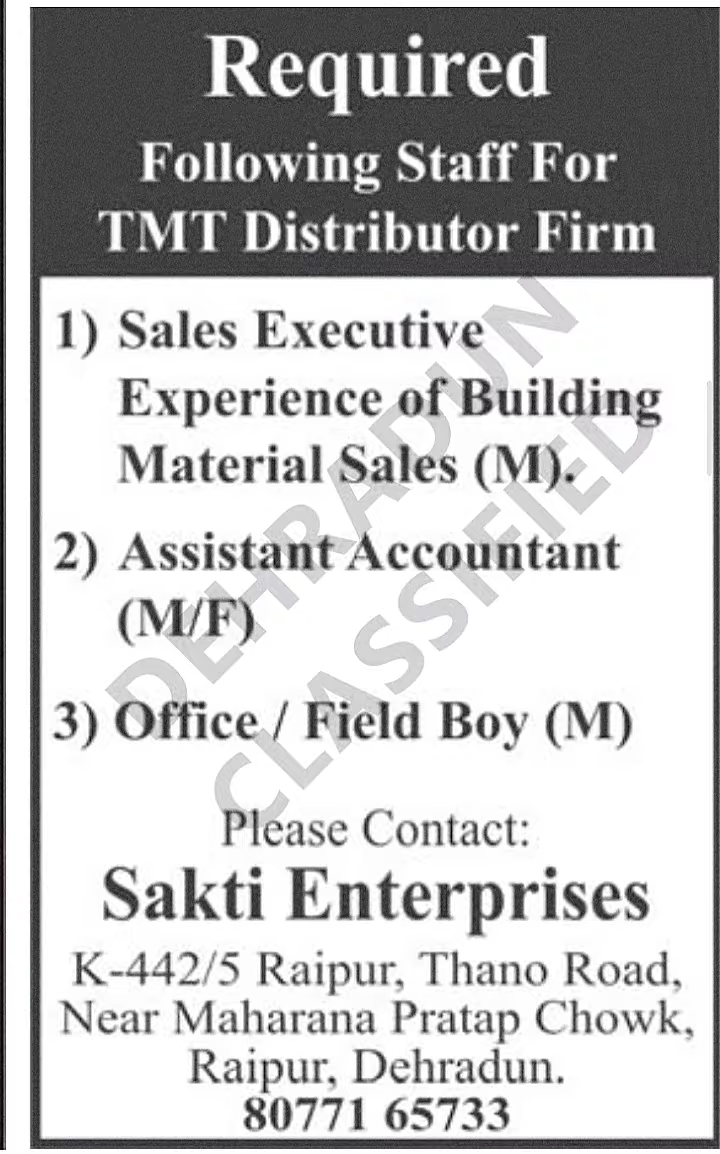 Required
Following Staff For
TMT Distributor Firm
1) Sales Executive
Experience of Building
Material Sales (M).
2) Assistant Accountant
(M/F)
3) Office / Field Boy (M)
Please Contact:
Sakti Enterprises
K-442/5 Raipur, Thano Road,
Near Maharana Pratap Chowk,
Raipur, Dehradun.
80771 65733
DEHRADUN
CLASSIFIED